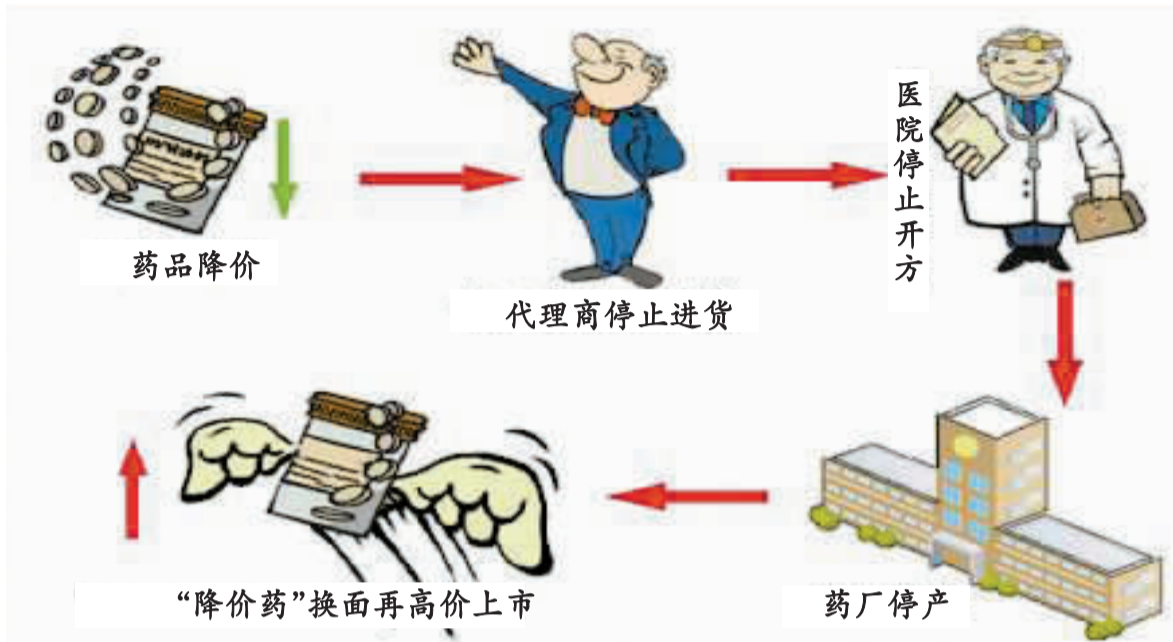 药品降价
代理商停止进货
医院停止开方
药厂停产
“降价药”换面再高价上市